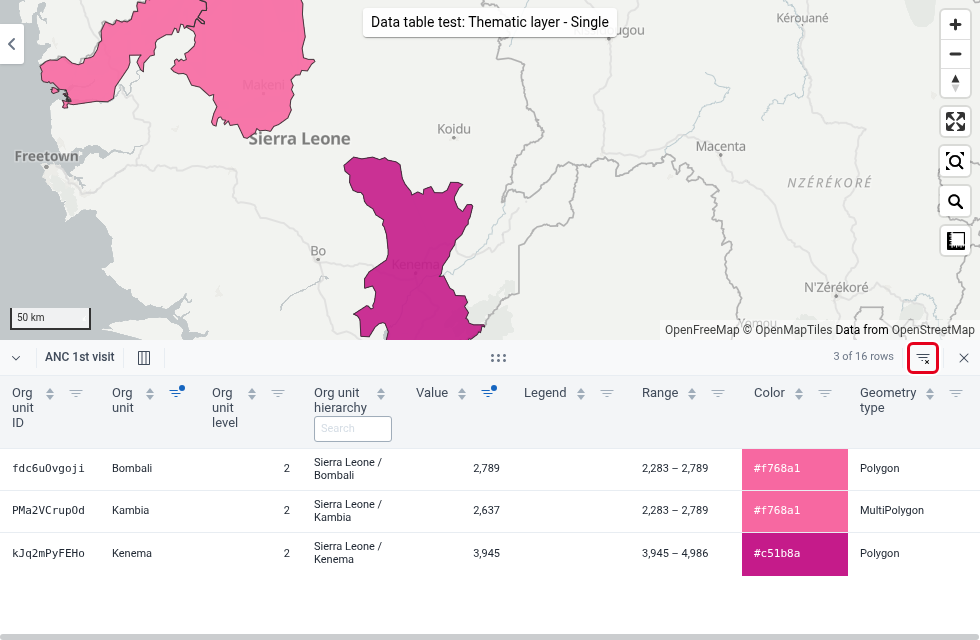 Data table test: Thematic layer - Single
Kérouané
ugou
Makeni
Sierra Leone
Koidu
Freetown
Macenta
NZÉRÉKORÉ
Bo
Kenema
N'Zérékoré
Yomou
50 km
OpenFreeMap © OpenMapTiles Data from OpenStreetMap
ANC 1st visit
3 of 16 rows
Org unit ID
Org unit
Org unit level
Org unit hierarchy
Search
Value
Legend
Range
Color
Geometry type
fdc6uOvgoji Bombali 2 Sierra Leone / Bombali 2,789 2,283 – 2,789 #f768a1 Polygon
PMa2VCrupOd Kambia 2 Sierra Leone / Kambia 2,637 2,283 – 2,789 #f768a1 MultiPolygon
kJq2mPyFEHo Kenema 2 Sierra Leone / Kenema 3,945 3,945 – 4,986 #c51b8a Polygon